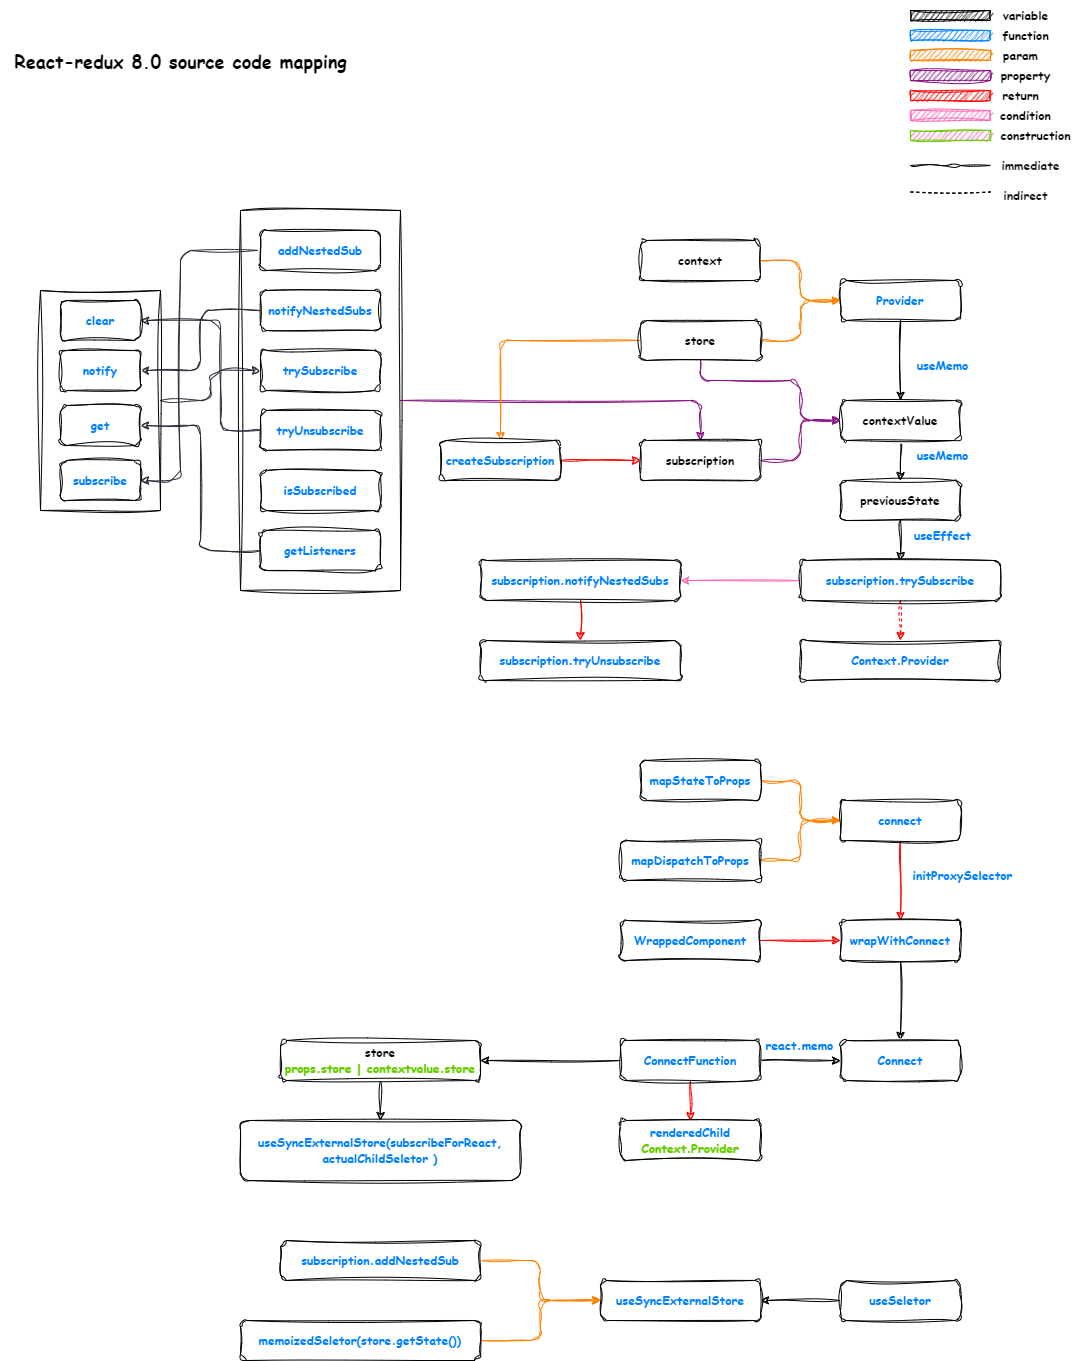 React-redux 8.0 source code mapping
variable
function
param
property
return
condition
construction
immediate
indirect
addNestedSub
notifyNestedSubs
trySubscribe
tryUnsubscribe
isSubscribed
getListeners
clear
notify
get
subscribe
context
store
Provider
useMemo
contextValue
createSubscription
subscription
useMemo
previousState
useEffect
subscription.notifyNestedSubs
subscription.trySubscribe
subscription.tryUnsubscribe
Context.Provider
mapStateToProps
connect
mapDispatchToProps
initProxySelector
WrappedComponent
wrapWithConnect
store
props.store | contextvalue.store
ConnectFunction
react.memo
Connect
useSyncExternalStore(subscribeForReact,
actualChildSeletor )
renderedChild
Context.Provider
subscription.addNestedSub
useSyncExternalStore
useSeletor
memoizedSeletor(store.getState())